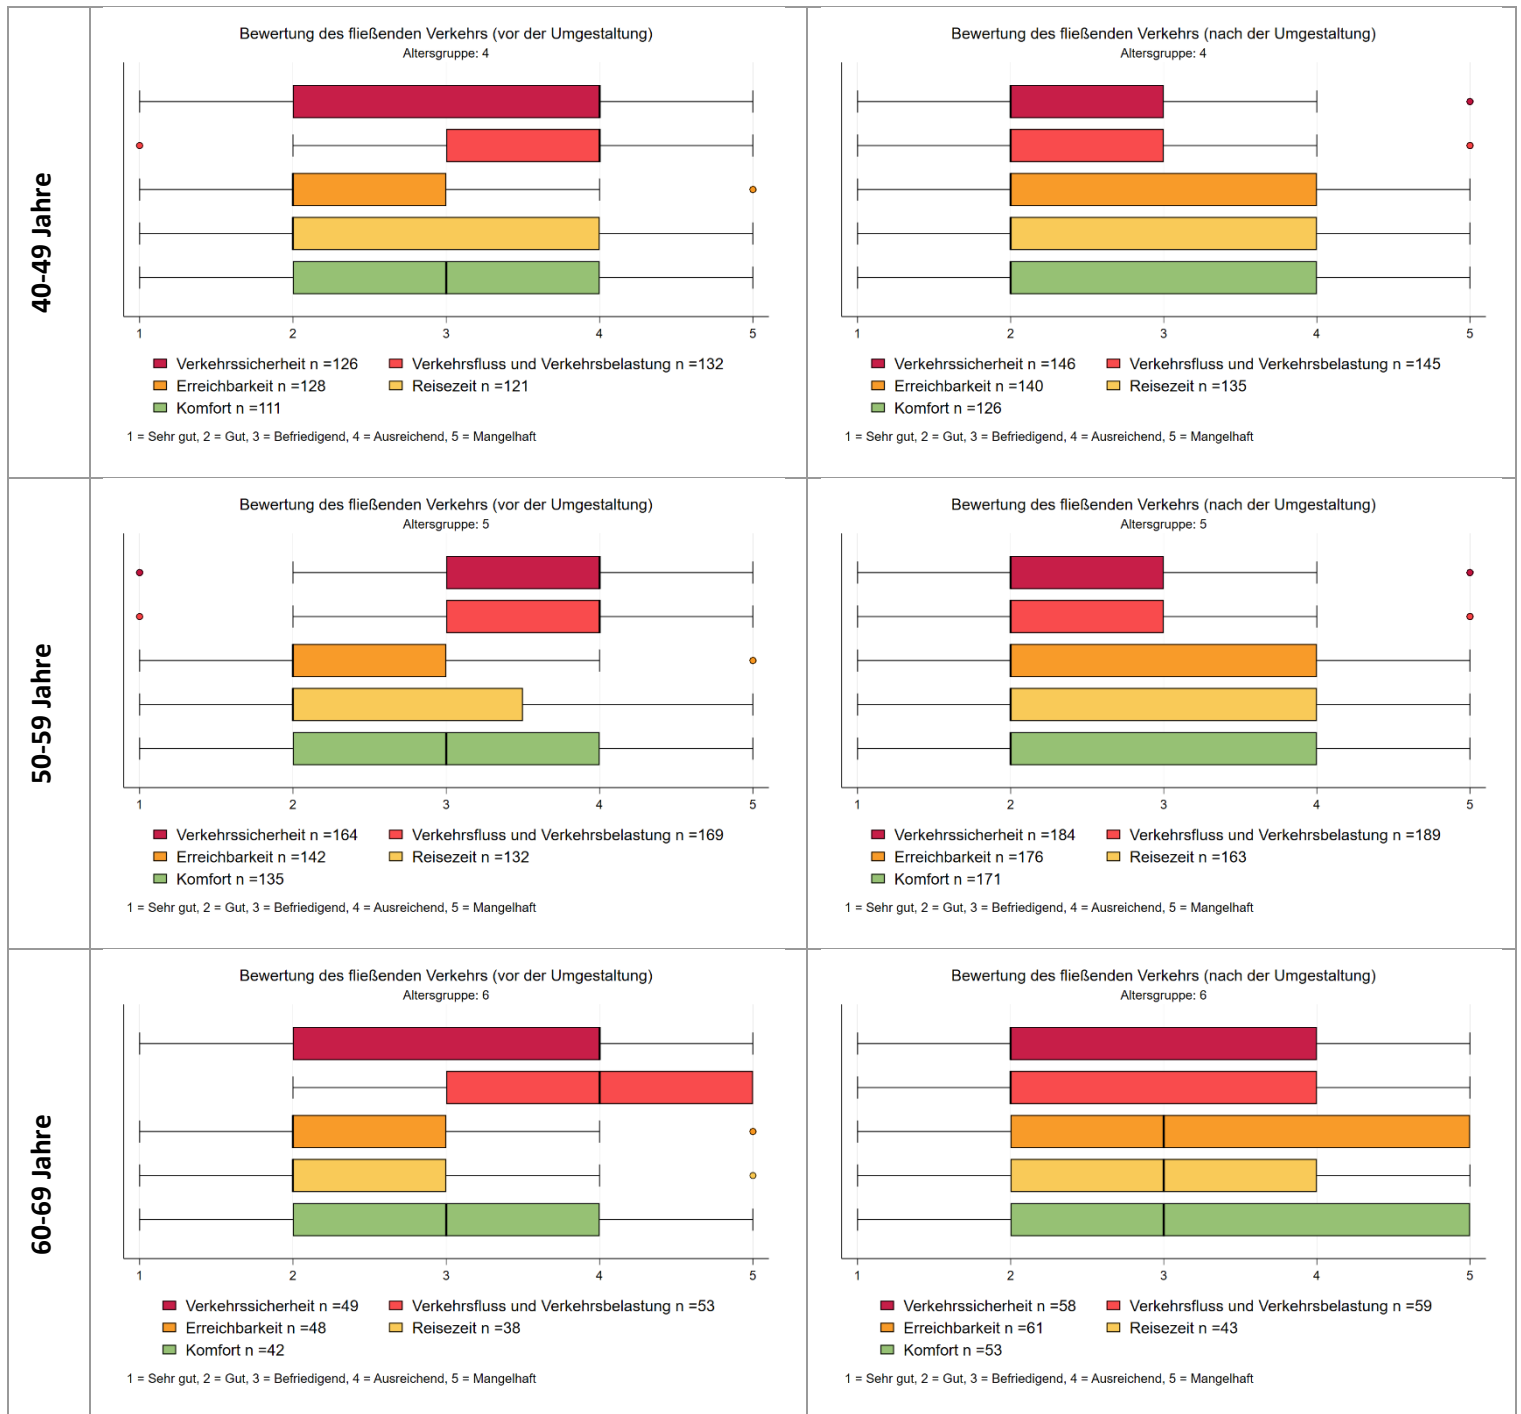 40-49 Jahre
Bewertung des fließenden Verkehrs (vor der Umgestaltung)
Altersgruppe: 4
1 2 3 4 5
Verkehrssicherheit n =126 Verkehrsfluss und Verkehrsbelastung n =132
Erreichbarkeit n =128 Reisezeit n =121
Komfort n =111
1 = Sehr gut, 2 = Gut, 3 = Befriedigend, 4 = Ausreichend, 5 = Mangelhaft
Bewertung des fließenden Verkehrs (nach der Umgestaltung)
Altersgruppe: 4
1 2 3 4 5
Verkehrssicherheit n =146 Verkehrsfluss und Verkehrsbelastung n =145
Erreichbarkeit n =140 Reisezeit n =135
Komfort n =126
1 = Sehr gut, 2 = Gut, 3 = Befriedigend, 4 = Ausreichend, 5 = Mangelhaft
50-59 Jahre
Bewertung des fließenden Verkehrs (vor der Umgestaltung)
Altersgruppe: 5
1 2 3 4 5
Verkehrssicherheit n =164 Verkehrsfluss und Verkehrsbelastung n =169
Erreichbarkeit n =142 Reisezeit n =132
Komfort n =135
1 = Sehr gut, 2 = Gut, 3 = Befriedigend, 4 = Ausreichend, 5 = Mangelhaft
Bewertung des fließenden Verkehrs (nach der Umgestaltung)
Altersgruppe: 5
1 2 3 4 5
Verkehrssicherheit n =184 Verkehrsfluss und Verkehrsbelastung n =189
Erreichbarkeit n =176 Reisezeit n =163
Komfort n =171
1 = Sehr gut, 2 = Gut, 3 = Befriedigend, 4 = Ausreichend, 5 = Mangelhaft
60-69 Jahre
Bewertung des fließenden Verkehrs (vor der Umgestaltung)
Altersgruppe: 6
1 2 3 4 5
Verkehrssicherheit n =49 Verkehrsfluss und Verkehrsbelastung n =53
Erreichbarkeit n =48 Reisezeit n =38
Komfort n =42
1 = Sehr gut, 2 = Gut, 3 = Befriedigend, 4 = Ausreichend, 5 = Mangelhaft
Bewertung des fließenden Verkehrs (nach der Umgestaltung)
Altersgruppe: 6
1 2 3 4 5
Verkehrssicherheit n =58 Verkehrsfluss und Verkehrsbelastung n =59
Erreichbarkeit n =61 Reisezeit n =43
Komfort n =53
1 = Sehr gut, 2 = Gut, 3 = Befriedigend, 4 = Ausreichend, 5 = Mangelhaft